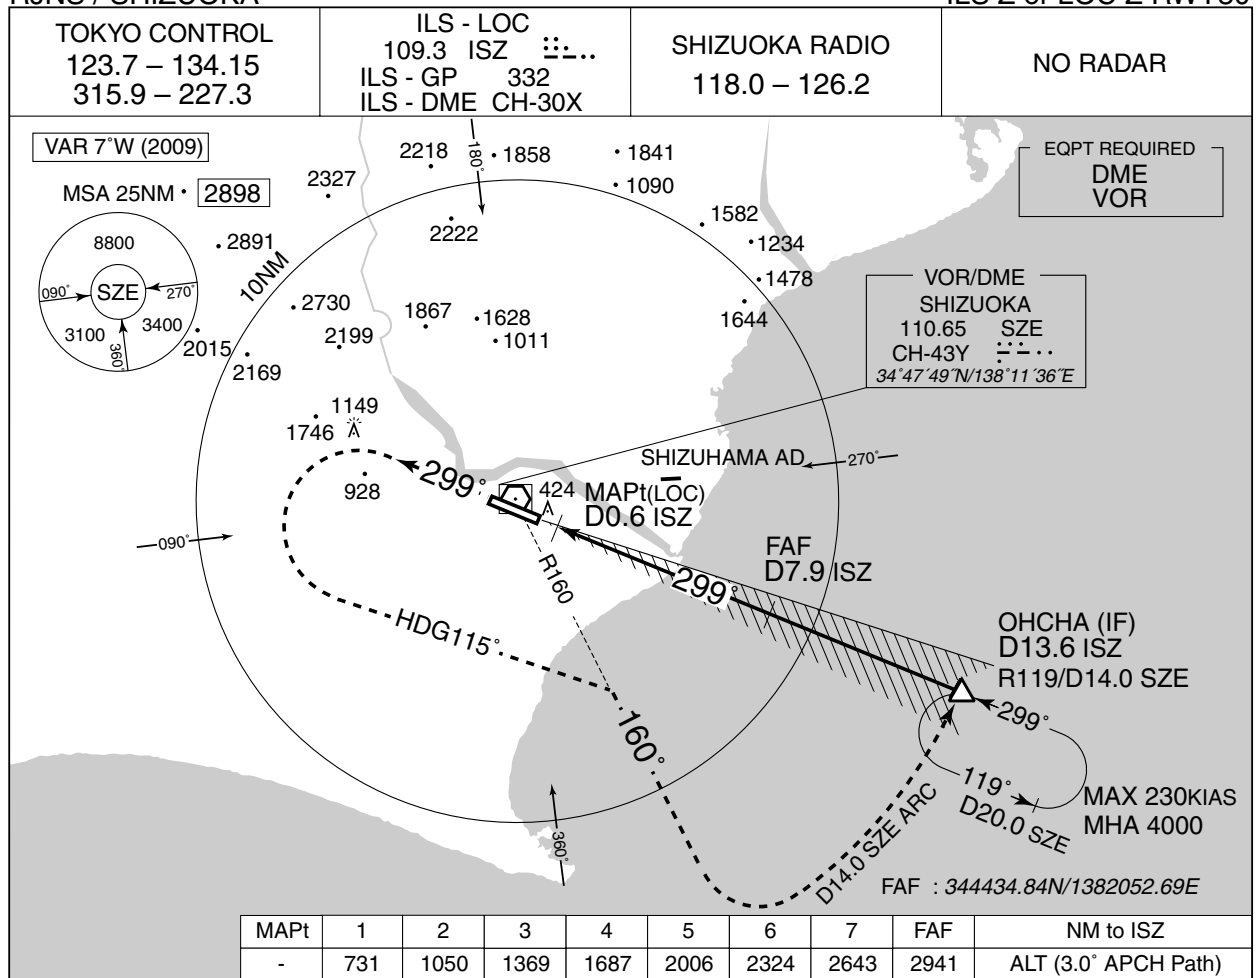 RJNS / SHIZUOKA
ILS Z or LOC Z RWY30
TOKYO CONTROL
123.7 – 134.15
315.9 – 227.3
ILS - LOC
109.3 ISZ
ILS - GP 332
ILS - DME CH-30X
SHIZUOKA RADIO
118.0 – 126.2
NO RADAR
VAR 7˚W (2009)
MSA 25NM
2898
8800
SZE
090˚
270˚
3100
3400
360˚
2891
2327
2218
180˚
1858
1841
1090
2222
1582
1234
1478
1644
10NM
2730
2199
1867
1628
1011
2015
2169
1149
1746
928
EQPT REQUIRED
DME
VOR
VOR/DME
SHIZUOKA
110.65 SZE
CH-43Y
34˚47´49˝N/138˚11´36˝E
SHIZUHAMA AD
270˚
299˚
424
MAPt(LOC)
D0.6 ISZ
090˚
R160
FAF
D7.9 ISZ
299˚
HDG115˚
OHCHA (IF)
D13.6 ISZ
R119/D14.0 SZE
299˚
160˚
119˚
D20.0 SZE
MAX 230KIAS
MHA 4000
360˚
D14.0 SZE ARC
FAF : 344434.84N/1382052.69E
MAPt 1 2 3 4 5 6 7 FAF NM to ISZ
- 731 1050 1369 1687 2006 2324 2643 2941 ALT (3.0˚ APCH Path)